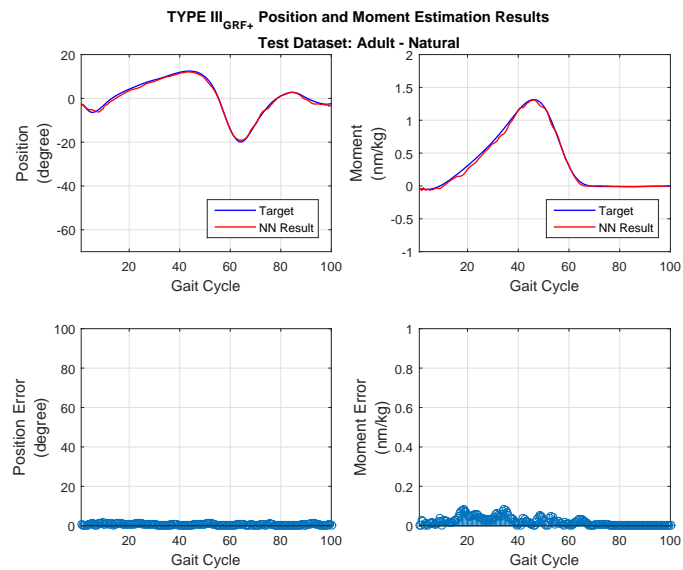 TYPE III_GRF+ Position and Moment Estimation Results
Test Dataset: Adult - Natural
20
0
-20
-40
-60
Position
(degree)
Target
NN Result
20
40
60
80
100
Gait Cycle
2
1.5
1
0.5
0
-0.5
-1
Moment
(nm/kg)
Target
NN Result
20
40
60
80
100
Gait Cycle
100
80
60
40
20
0
Position Error
(degree)
20
40
60
80
100
Gait Cycle
1
0.8
0.6
0.4
0.2
0
Moment Error
(nm/kg)
20
40
60
80
100
Gait Cycle